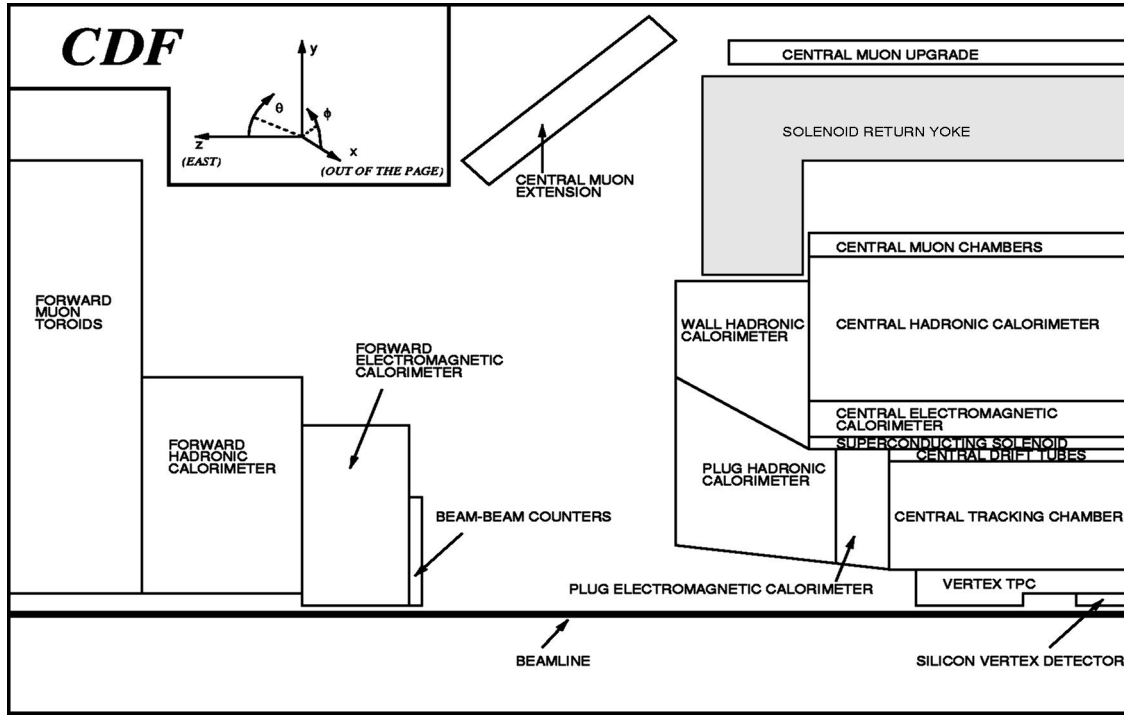 CDF
y
θ
ϕ
z
(EAST)
x
(OUT OF THE PAGE)
CENTRAL MUON
EXTENSION
CENTRAL MUON UPGRADE
SOLENOID RETURN YOKE
CENTRAL MUON CHAMBERS
FORWARD
MUON
TOROIDS
WALL HADRONIC
CALORIMETER
CENTRAL HADRONIC CALORIMETER
FORWARD
ELECTROMAGNETIC
CALORIMETER
CENTRAL ELECTROMAGNETIC
CALORIMETER
SUPERCONDUCTING SOLENOID
CENTRAL DRIFT TUBES
FORWARD
HADRONIC
CALORIMETER
PLUG HADRONIC
CALORIMETER
BEAM-BEAM COUNTERS
CENTRAL TRACKING CHAMBER
PLUG ELECTROMAGNETIC CALORIMETER
VERTEX TPC
BEAMLINE
SILICON VERTEX DETECTOR